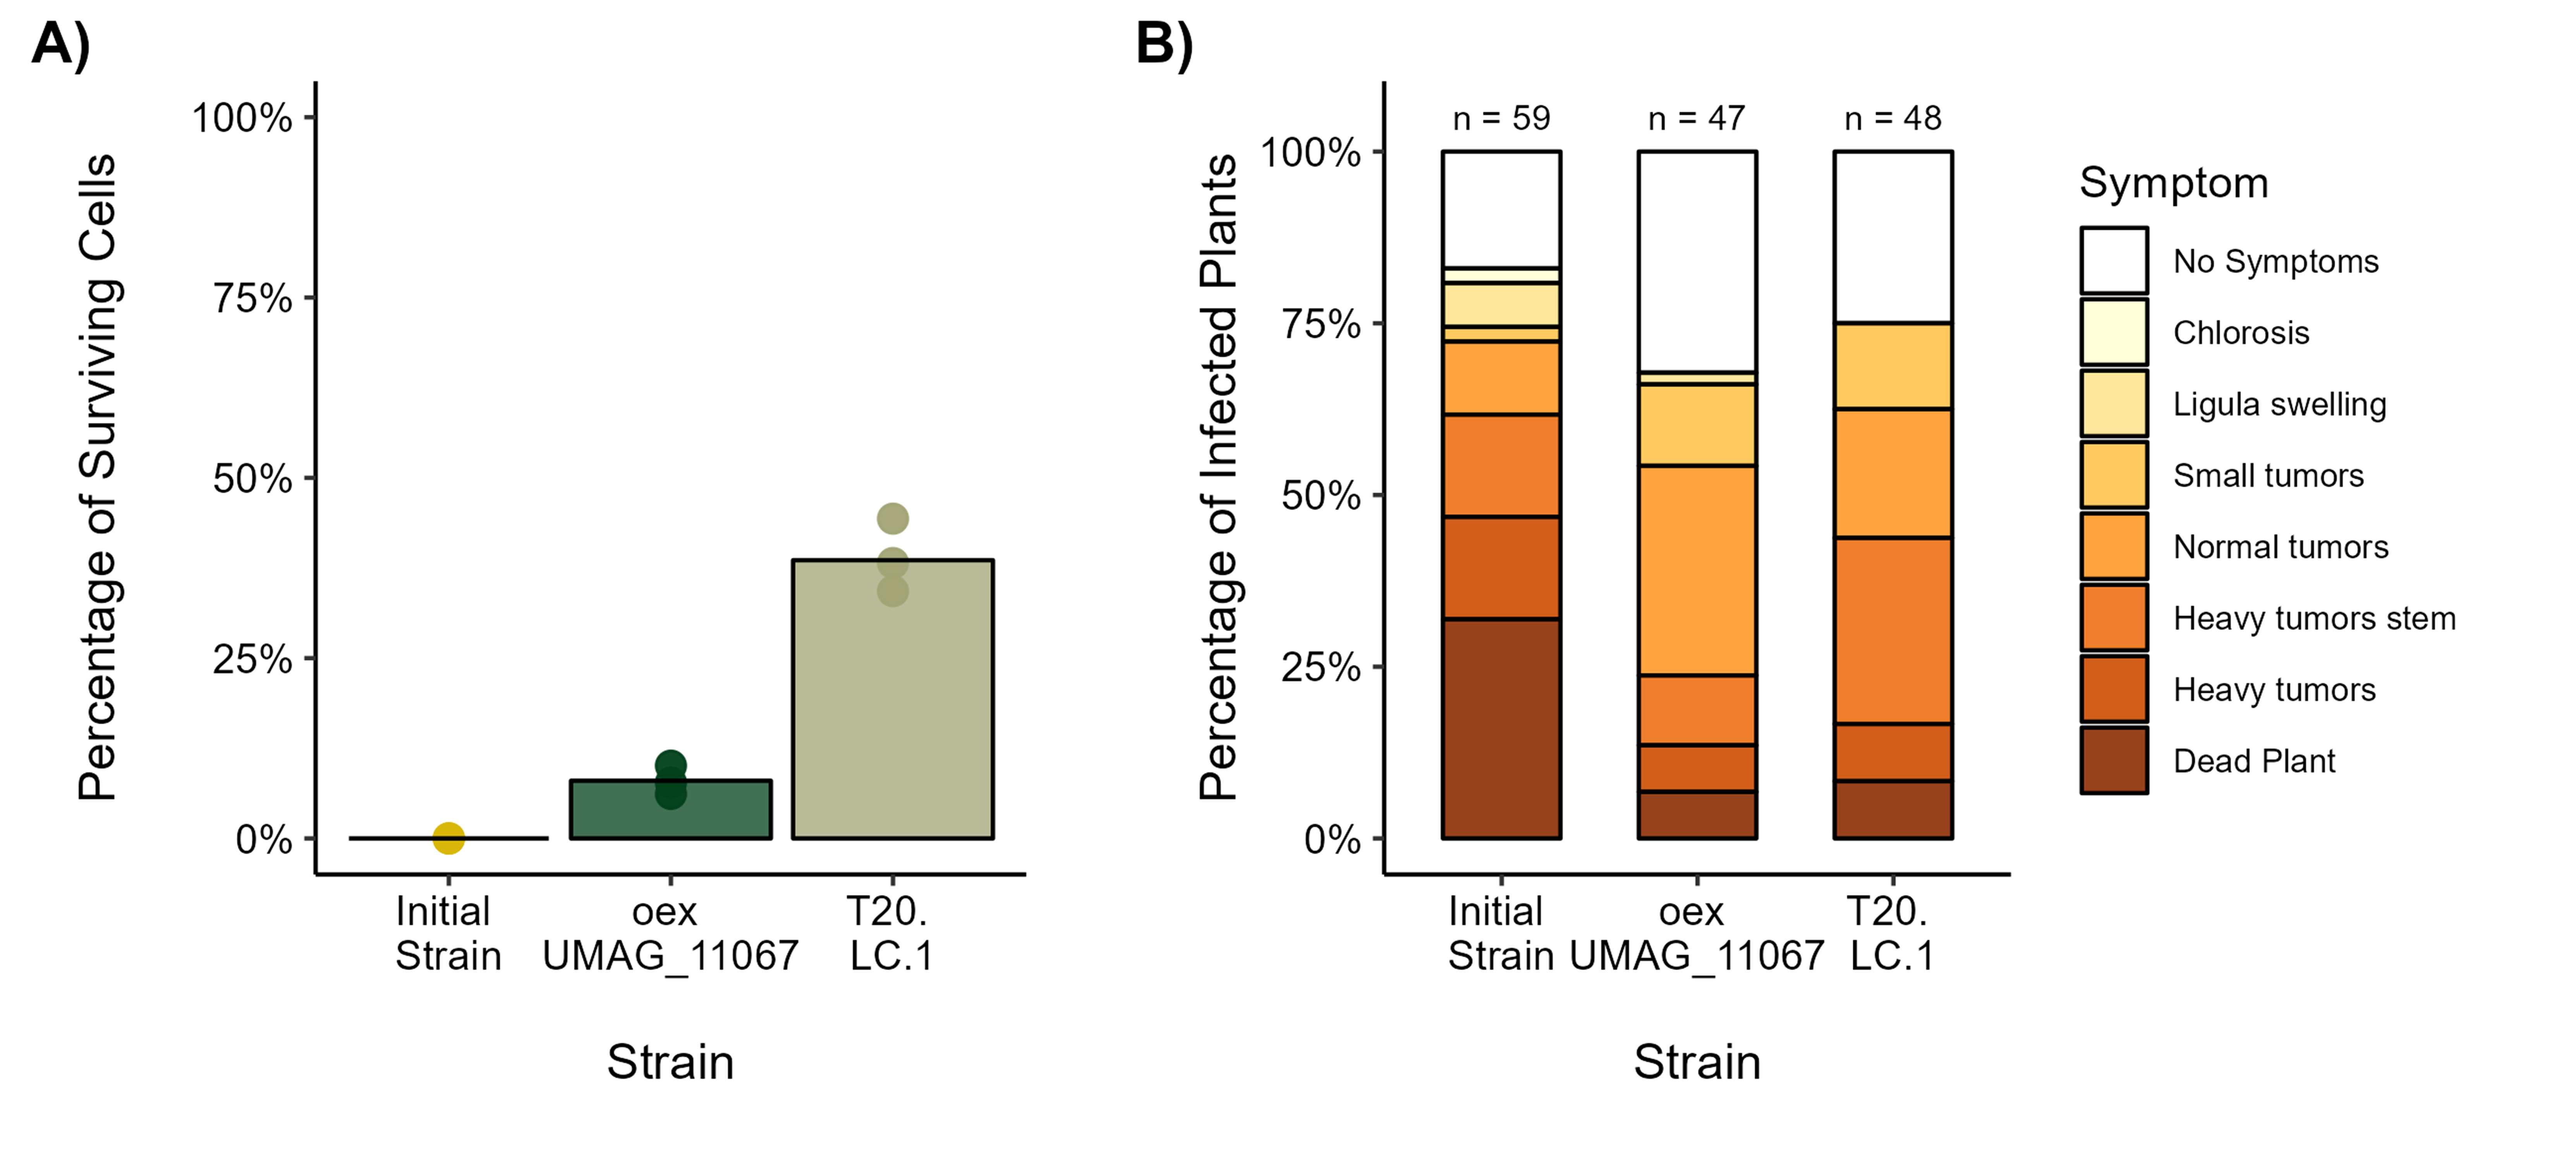 A)
Percentage of Surviving Cells
100%
75%
50%
25%
0%
Initial
Strain
oex
UMAG_11067
T20.
LC.1
Strain
B)
Percentage of Infected Plants
100%
75%
50%
25%
0%
n = 59
n = 47
n = 48
Initial
Strain
oex
UMAG_11067
T20.
LC.1
Strain
Symptom
No Symptoms
Chlorosis
Ligula swelling
Small tumors
Normal tumors
Heavy tumors stem
Heavy tumors
Dead Plant